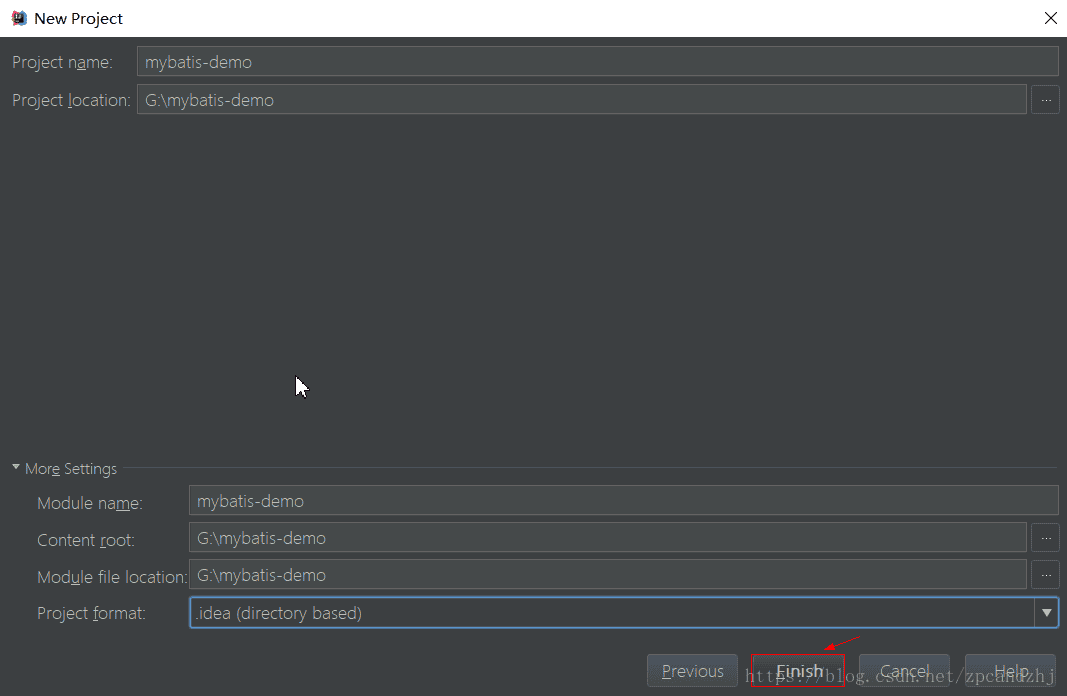 New Project
Project name: mybatis-demo
Project location: G:\mybatis-demo ...
More Settings
Module name: mybatis-demo
Content root: G:\mybatis-demo ...
Module file location: G:\mybatis-demo ...
Project format: .idea (directory based)
Previous Finish Cancel Help
https://blog.csdn.net/zpcandzhj